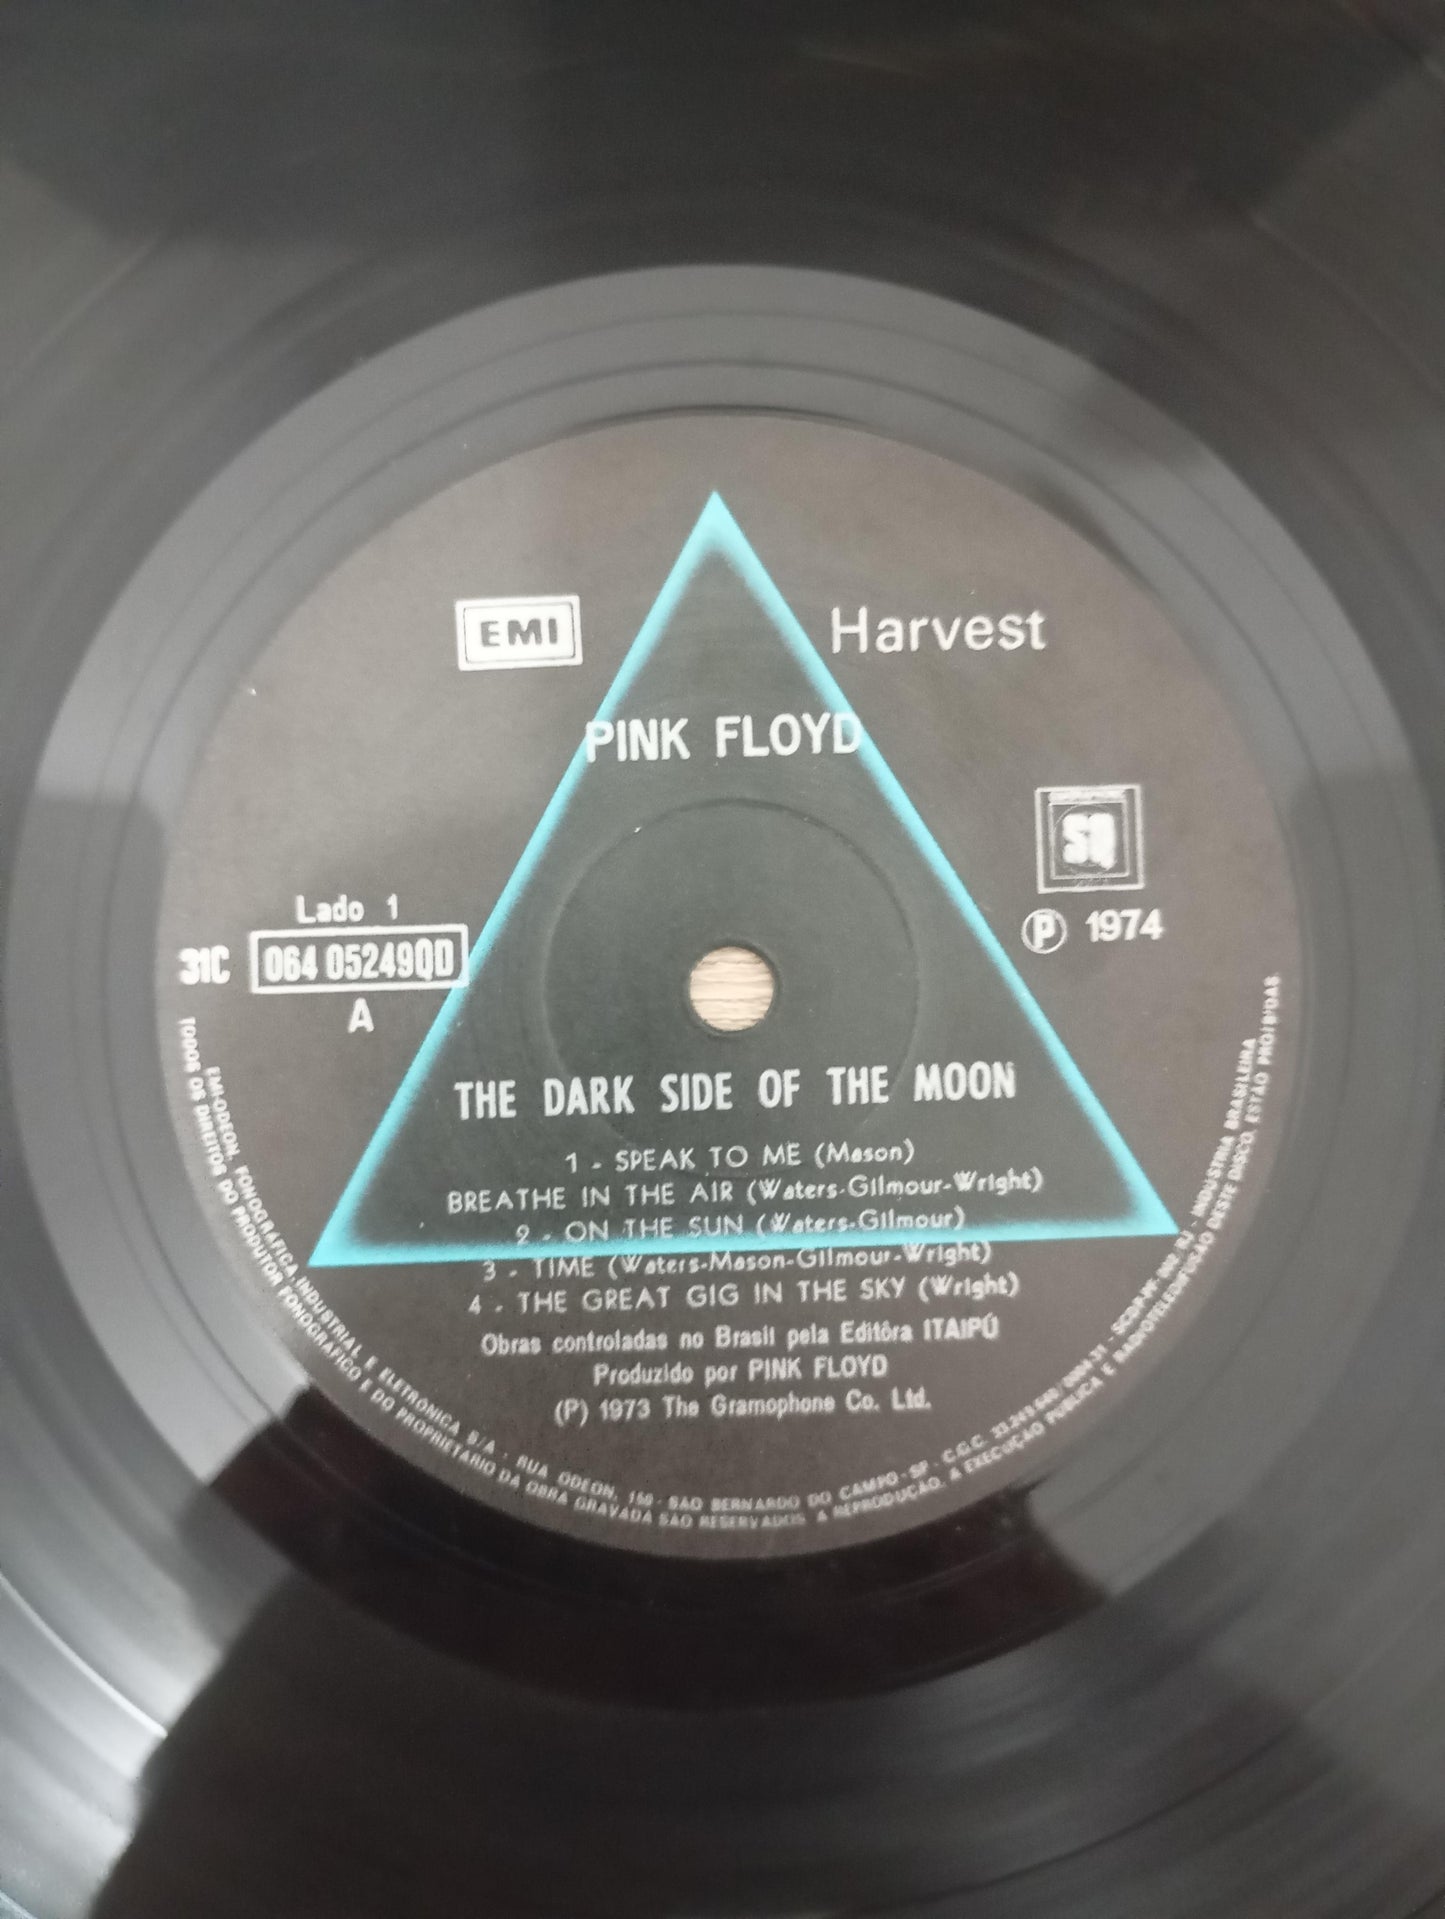 EMI
Harvest
PINK FLOYD
SQ
Ⓟ 1974
Lado 1
31C 064 05249QD
A
THE DARK SIDE OF THE MOON
1 - SPEAK TO ME (Mason)
BREATHE IN THE AIR (Waters-Gilmour-Wright)
2 - ON THE SUN (Waters-Gilmour)
3 - TIME (Waters-Mason-Gilmour-Wright)
4 - THE GREAT GIG IN THE SKY (Wright)
Obras controladas no Brasil pela Editôra ITAIPÚ
Produzido por PINK FLOYD
(P) 1973 The Gramophone Co. Ltd.
EMI-ODEON, FONOGRAFICA, INDUSTRIAL E ELETRONICA S/A - RUA ODEON, 150 - SAO BERNARDO DO CAMPO - SP - C.G.C. - INDUSTRIA BRASILEIRA
TODOS OS DIREITOS DO PRODUTOR FONOGRAFICO E DO PROPRIETARIO DA OBRA GRAVADA SAO RESERVADOS. A REPRODUÇÃO, A EXECUÇÃO PUBLICA E RADIOTELEDIFUSÃO DESTE DISCO, ESTÃO PROIBIDAS.